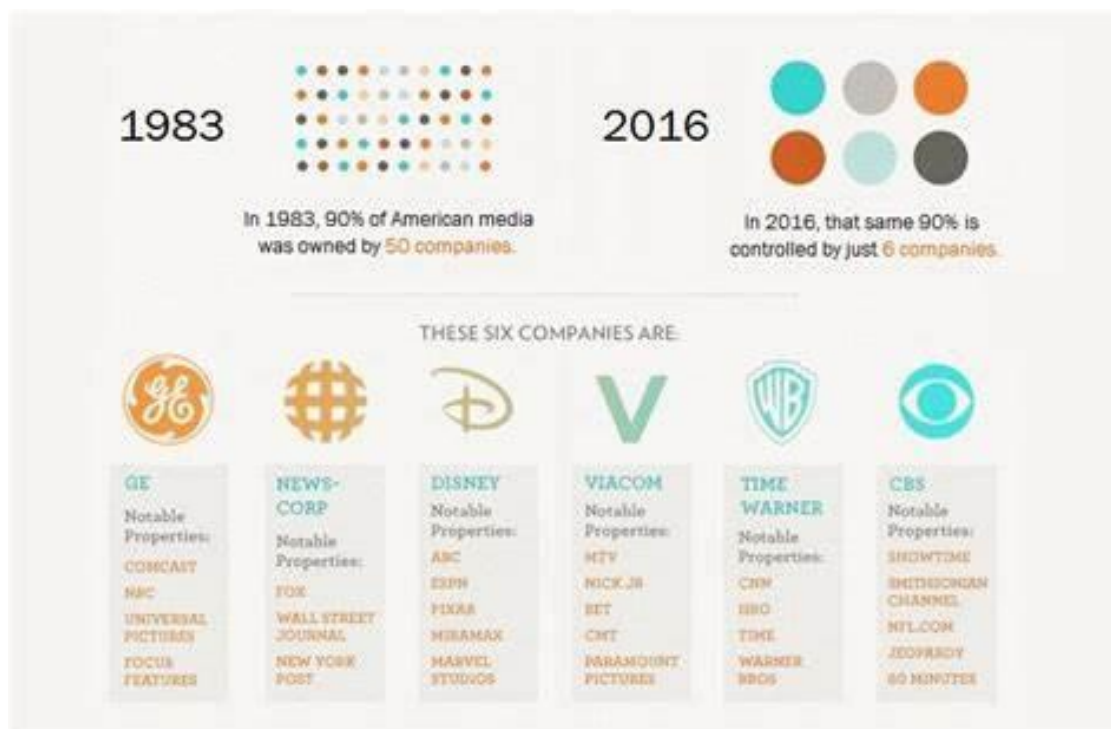 1983
In 1983, 90% of American media
was owned by 50 companies.
2016
In 2016, that same 90% is
controlled by just 6 companies.
THESE SIX COMPANIES ARE:
GE
GE
Notable
Properties:
COMCAST
NBC
UNIVERSAL
PICTURES
FOCUS
FEATURES
NEWS-
CORP
Notable
Properties:
FOX
WALL STREET
JOURNAL
NEW YORK
POST
D
DISNEY
Notable
Properties:
ABC
ESPN
PIXAR
MIRAMAX
MARVEL
STUDIOS
V
VIACOM
Notable
Properties:
MTV
NICK JR
BET
CMT
PARAMOUNT
PICTURES
WB
TIME
WARNER
Notable
Properties:
CNN
HBO
TIME
WARNER
BROS
CBS
Notable
Properties:
SHOWTIME
SMITHSONIAN
CHANNEL
NFL.COM
JEOPARDY
60 MINUTES